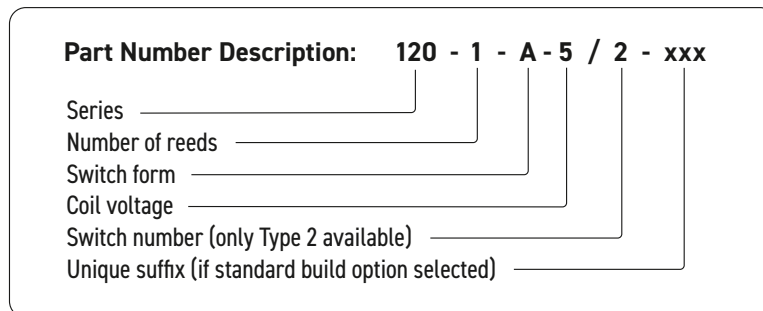 Part Number Description: 120 - 1 - A - 5 / 2 - xxx
Series
Number of reeds
Switch form
Coil voltage
Switch number (only Type 2 available)
Unique suffix (if standard build option selected)